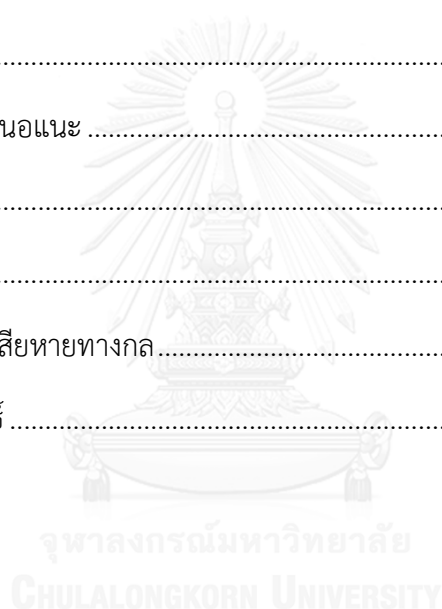 ....................................................................
นอแนะ ..........................................................
....................................................................
....................................................................
สียหายทางกล...............................................
์ ....................................................................
จุฬาลงกรณ์มหาวิทยาลัย
CHULALONGKORN UNIVERSITY